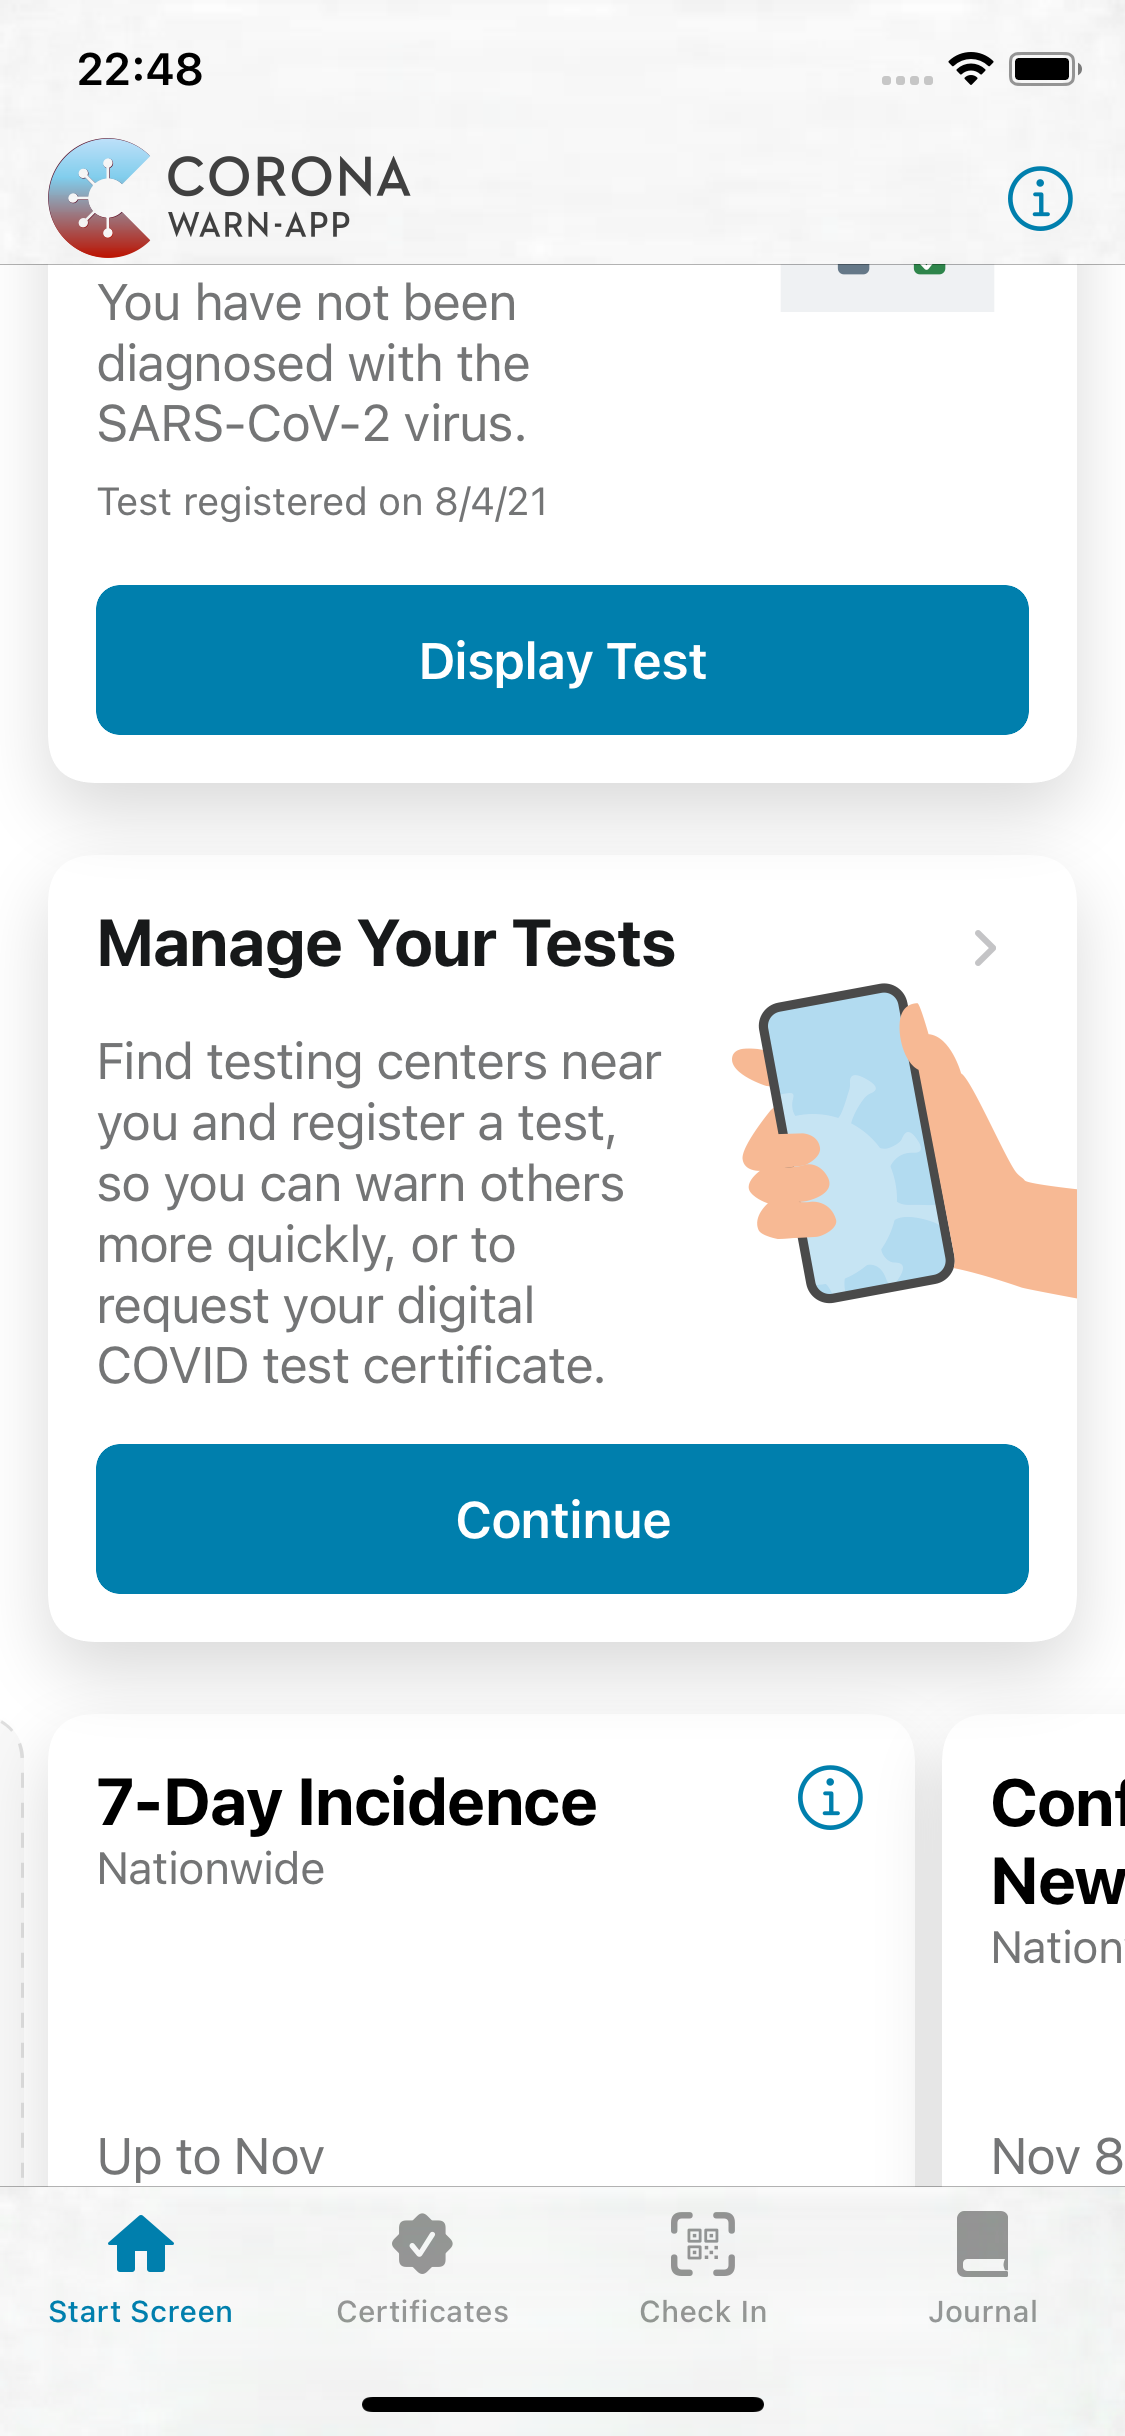 22:48
CORONA
WARN-APP
You have not been
diagnosed with the
SARS-CoV-2 virus.
Test registered on 8/4/21
Display Test
Manage Your Tests
Find testing centers near
you and register a test,
so you can warn others
more quickly, or to
request your digital
COVID test certificate.
Continue
7-Day Incidence
Nationwide
Up to Nov
New
Nov 8
Start Screen
Certificates
Check In
Journal